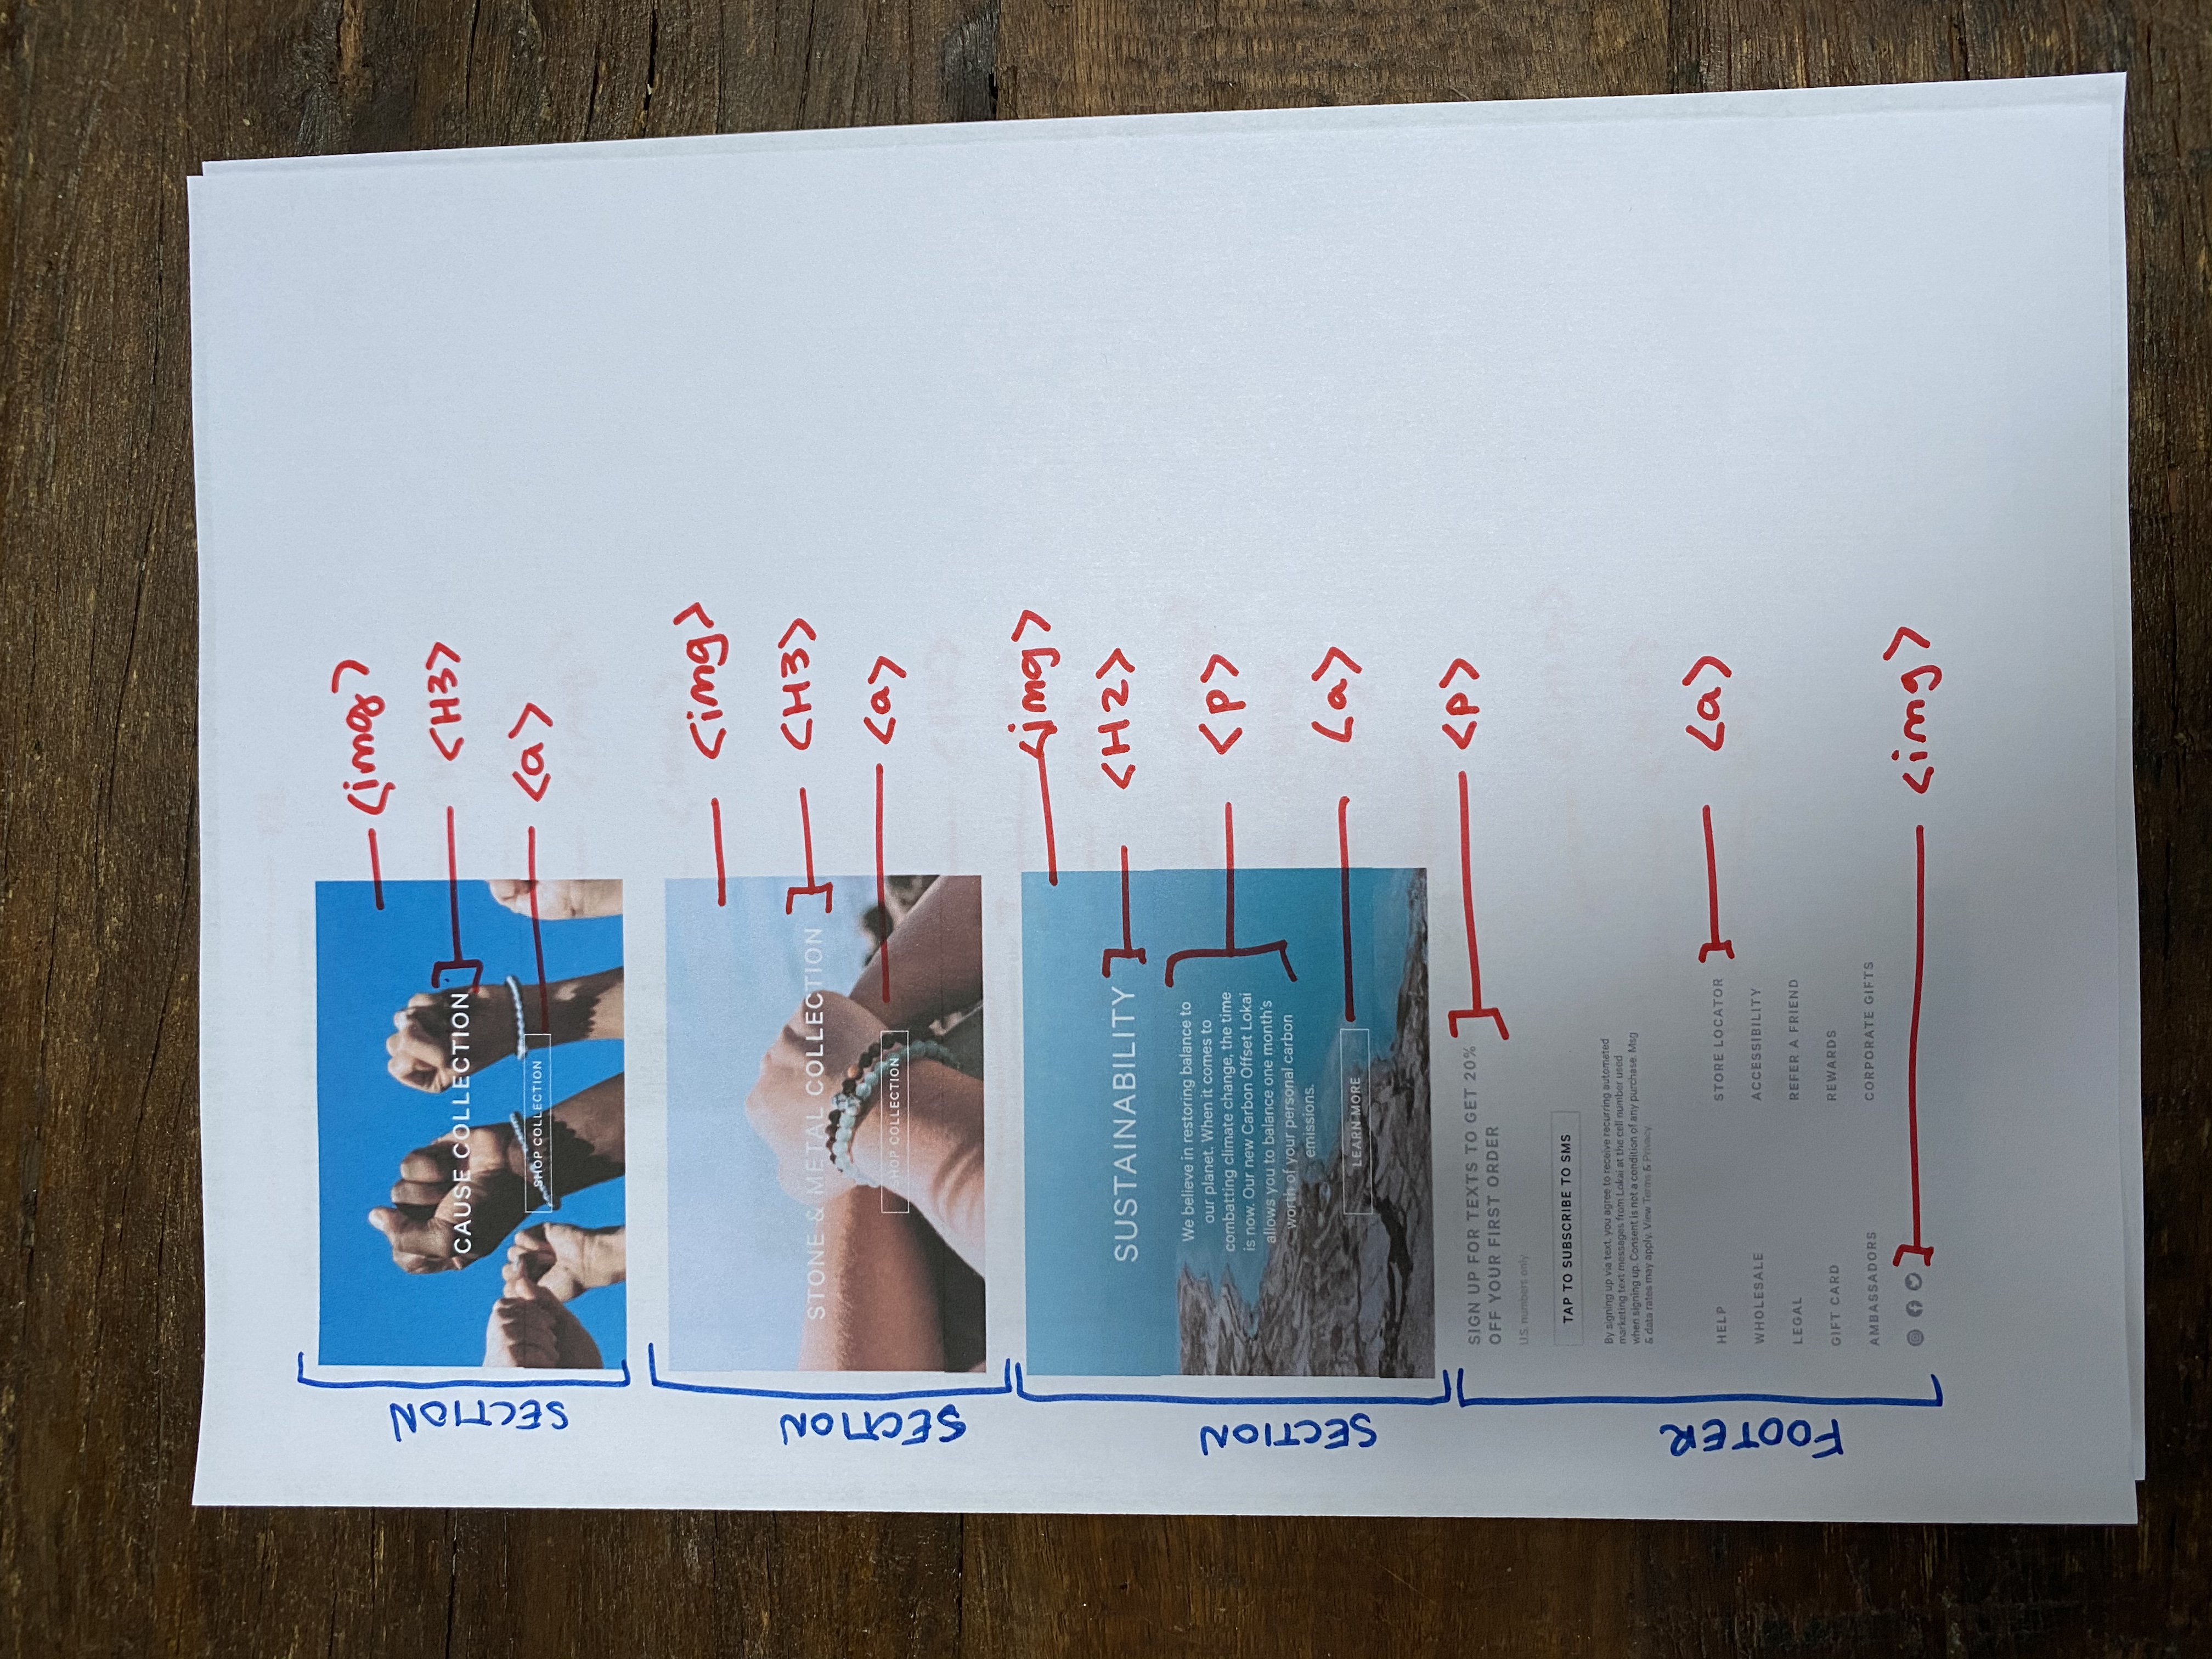 SECTION
<img>
CAUSE COLLECTION
<H3>
SHOP COLLECTION
<a>
SECTION
<img>
STONE & METAL COLLECTION
<H3>
SHOP COLLECTION
<a>
SECTION
<img>
SUSTAINABILITY
<H2>
We believe in restoring balance to
our planet. When it comes to
combatting climate change, the time
is now. Our new Carbon Offset Lokai
allows you to balance one month's
worth of your personal carbon
emissions.
<p>
LEARN MORE
<a>
FOOTER
SIGN UP FOR TEXTS TO GET 20%
OFF YOUR FIRST ORDER
<p>
U.S. numbers only.
TAP TO SUBSCRIBE TO SMS
By signing up via text, you agree to receive recurring automated
marketing text messages from Lokai at the cell number used
when signing up. Consent is not a condition of any purchase. Msg
& data rates may apply. View Terms & Privacy.
HELP
WHOLESALE
LEGAL
GIFT CARD
AMBASSADORS
STORE LOCATOR
<a>
ACCESSIBILITY
REFER A FRIEND
REWARDS
CORPORATE GIFTS
<img>